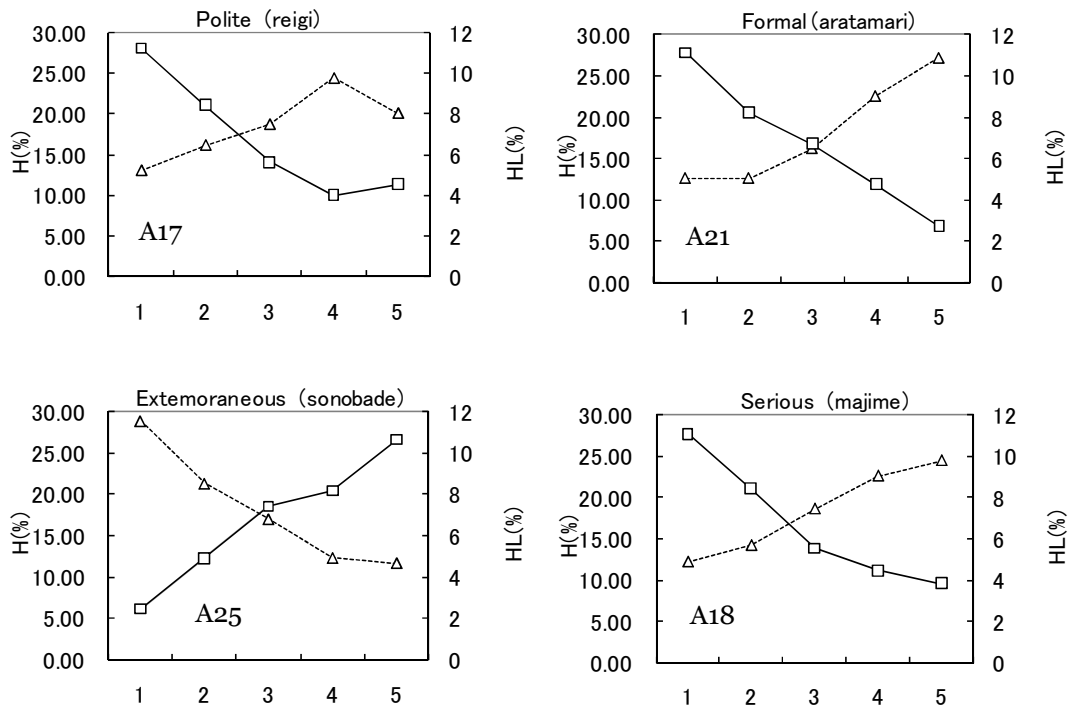 Polite (reigi)
30.00
25.00
20.00
15.00
10.00
5.00
0.00
H(%)
12
10
8
6
4
2
0
HL(%)
A17
1 2 3 4 5
Formal (aratamari)
30.00
25.00
20.00
15.00
10.00
5.00
0.00
H(%)
12
10
8
6
4
2
0
HL(%)
A21
1 2 3 4 5
Extemoraneous (sonobade)
30.00
25.00
20.00
15.00
10.00
5.00
0.00
H(%)
12
10
8
6
4
2
0
HL(%)
A25
1 2 3 4 5
Serious (majime)
30.00
25.00
20.00
15.00
10.00
5.00
0.00
H(%)
12
10
8
6
4
2
0
HL(%)
A18
1 2 3 4 5